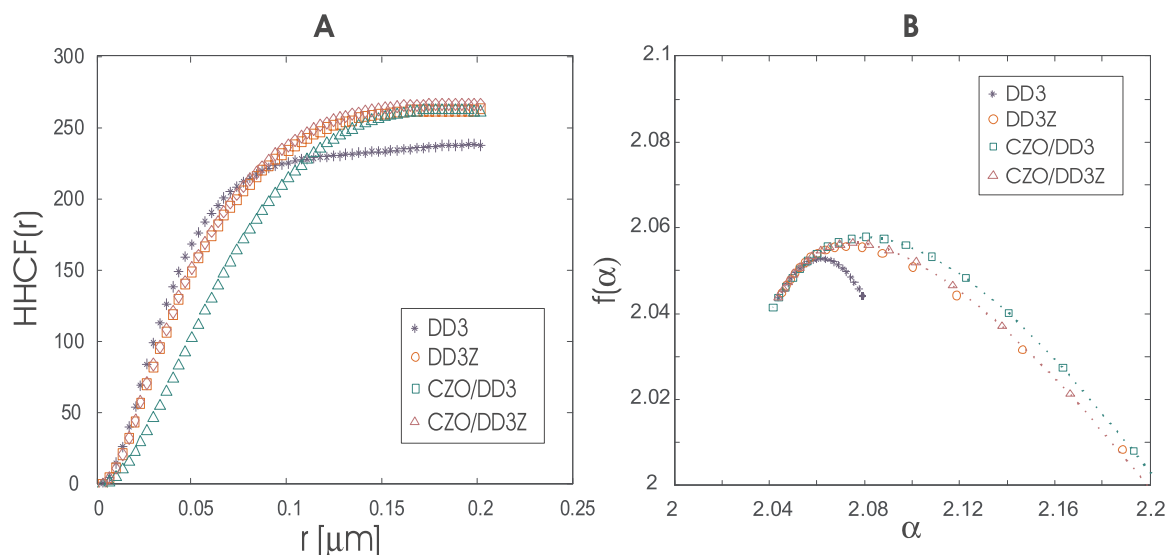 A
HHCF(r)
300
250
200
150
100
50
0
0
0.05
0.1
0.15
0.2
0.25
r [μm]
DD3
DD3Z
CZO/DD3
CZO/DD3Z
B
f(α)
2.1
2.08
2.06
2.04
2.02
2
2
2.04
2.08
2.12
2.16
2.2
α
DD3
DD3Z
CZO/DD3
CZO/DD3Z